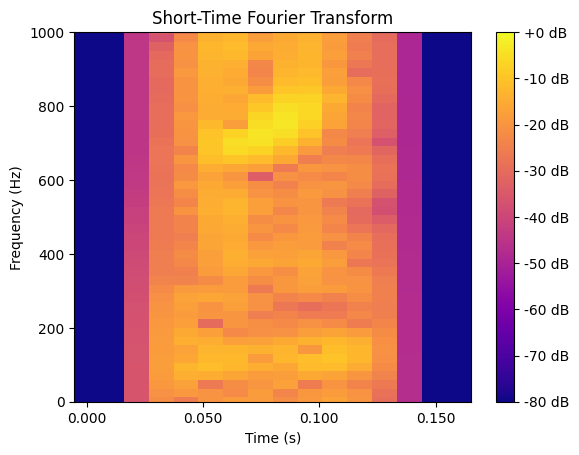 Short-Time Fourier Transform
1000
800
600
400
200
0
Frequency (Hz)
0.000
0.050
0.100
0.150
Time (s)
+0 dB
-10 dB
-20 dB
-30 dB
-40 dB
-50 dB
-60 dB
-70 dB
-80 dB